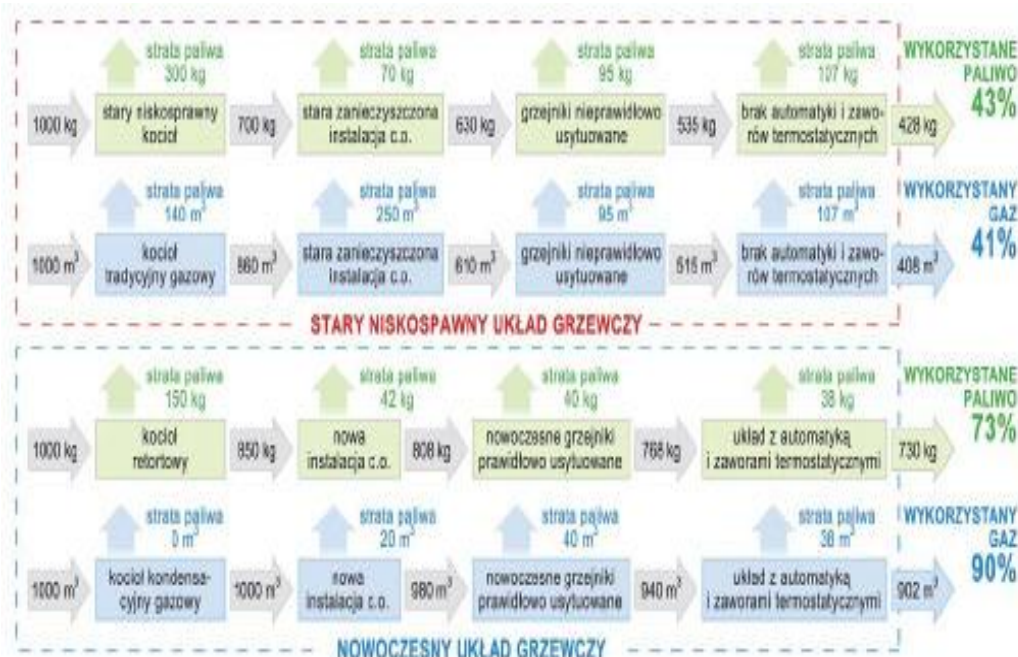 strata paliwa
300 kg
strata paliwa
70 kg
strata paliwa
95 kg
strata paliwa
107 kg
WYKORZYSTANE
PALIWO
43%
1000 kg
stary niskosprawny
kocioł
700 kg
stara zanieczyszczona
instalacja c.o.
630 kg
grzejniki nieprawidłowo
usytuowane
535 kg
brak automatyki i zawo-
rów termostatycznych
428 kg
strata paliwa
140 m³
strata paliwa
250 m³
strata paliwa
95 m³
strata paliwa
107 m³
WYKORZYSTANY
GAZ
41%
1000 m³
kocioł
tradycyjny gazowy
860 m³
stara zanieczyszczona
instalacja c.o.
610 m³
grzejniki nieprawidłowo
usytuowane
515 m³
brak automatyki i zawo-
rów termostatycznych
408 m³
STARY NISKOSPAWNY UKŁAD GRZEWCZY
strata paliwa
150 kg
strata paliwa
42 kg
strata paliwa
40 kg
strata paliwa
38 kg
WYKORZYSTANE
PALIWO
73%
1000 kg
kocioł
retortowy
850 kg
nowa
instalacja c.o.
808 kg
nowoczesne grzejniki
prawidłowo usytuowane
768 kg
układ z automatyką
i zaworami termostatycznymi
730 kg
strata paliwa
0 m³
strata paliwa
20 m³
strata paliwa
40 m³
strata paliwa
38 m³
WYKORZYSTANY
GAZ
90%
1000 m³
kocioł kondensa-
cyjny gazowy
1000 m³
nowa
instalacja c.o.
980 m³
nowoczesne grzejniki
prawidłowo usytuowane
940 m³
układ z automatyką
i zaworami termostatycznymi
902 m³
NOWOCZESNY UKŁAD GRZEWCZY